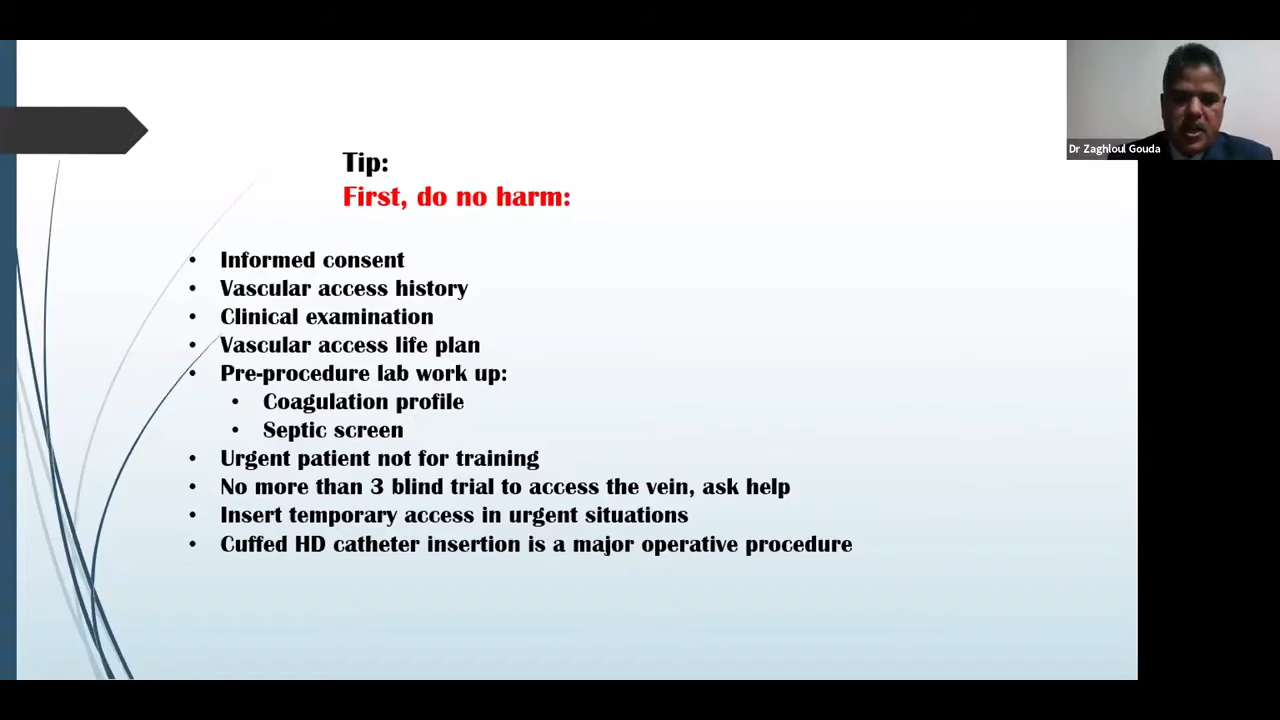 Dr Zaghloul Gouda
Tip:
First, do no harm:
• Informed consent
• Vascular access history
• Clinical examination
• Vascular access life plan
• Pre-procedure lab work up:
• Coagulation profile
• Septic screen
• Urgent patient not for training
• No more than 3 blind trial to access the vein, ask help
• Insert temporary access in urgent situations
• Cuffed HD catheter insertion is a major operative procedure